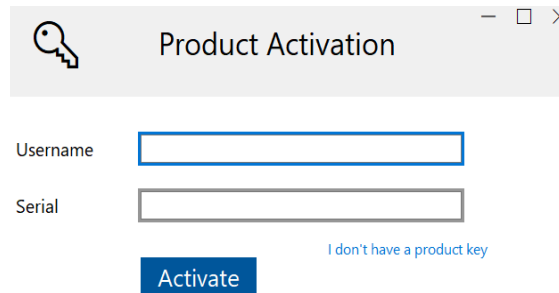 Product Activation
Username
Serial
I don't have a product key
Activate